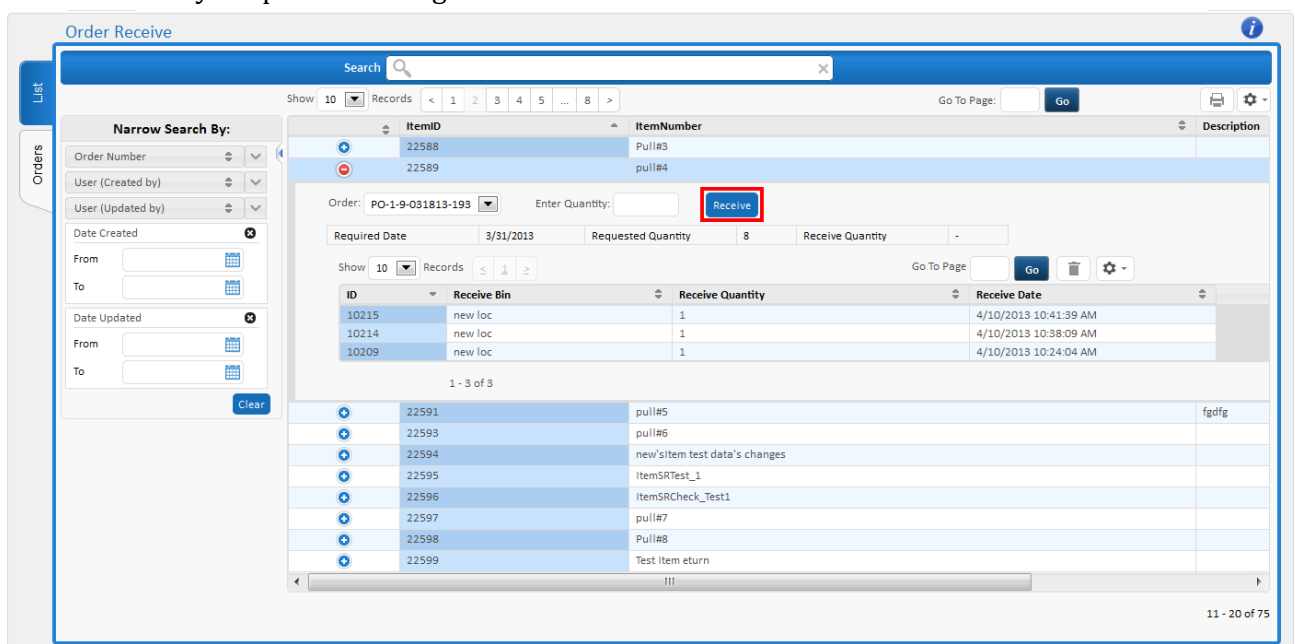 Order Receive
i
List
Orders
Search
Show 10 Records < 1 2 3 4 5 ... 8 > Go To Page: Go
Narrow Search By:
Order Number
User (Created by)
User (Updated by)
Date Created
From
To
Date Updated
From
To
Clear
ItemID ItemNumber Description
22588 Pull#3
22589 pull#4
Order: PO-1-9-031813-193 Enter Quantity: Receive
Required Date 3/31/2013 Requested Quantity 8 Receive Quantity -
Show 10 Records < 1 > Go To Page Go
ID Receive Bin Receive Quantity Receive Date
10215 new loc 1 4/10/2013 10:41:39 AM
10214 new loc 1 4/10/2013 10:38:09 AM
10209 new loc 1 4/10/2013 10:24:04 AM
1 - 3 of 3
22591 pull#5 fgdfg
22593 pull#6
22594 new'sItem test data's changes
22595 ItemSRTest_1
22596 ItemSRCheck_Test1
22597 pull#7
22598 Pull#8
22599 Test Item eturn
11 - 20 of 75